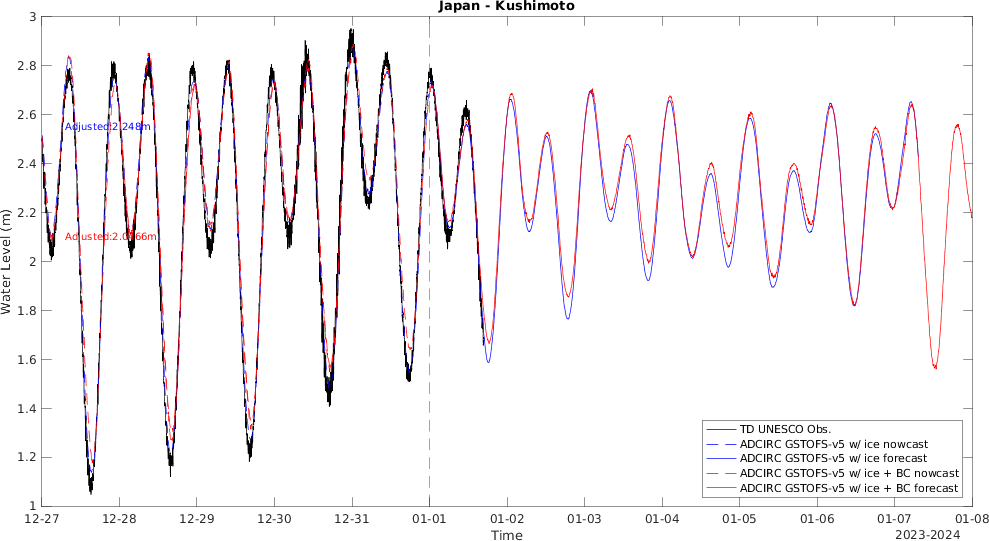 Japan - Kushimoto
3
2.8
2.6
2.4
2.2
2
1.8
1.6
1.4
1.2
1
Water Level (m)
Adjusted:2.248m
Adjusted:2.0666m
TD UNESCO Obs.
ADCIRC GSTOFS-v5 w/ ice nowcast
ADCIRC GSTOFS-v5 w/ ice forecast
ADCIRC GSTOFS-v5 w/ ice + BC nowcast
ADCIRC GSTOFS-v5 w/ ice + BC forecast
12-27 12-28 12-29 12-30 12-31 01-01 01-02 01-03 01-04 01-05 01-06 01-07 01-08
Time
2023-2024